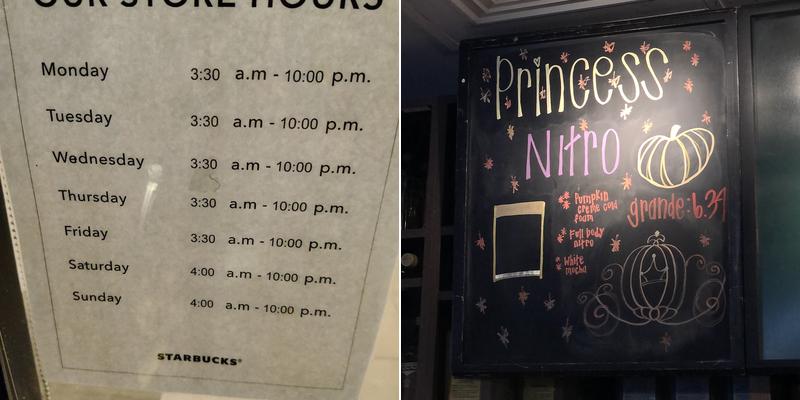 OUR STORE HOURS
Monday 3:30 a.m - 10:00 p.m.
Tuesday 3:30 a.m - 10:00 p.m.
Wednesday 3:30 a.m - 10:00 p.m.
Thursday 3:30 a.m - 10:00 p.m.
Friday 3:30 a.m - 10:00 p.m.
Saturday 4:00 a.m - 10:00 p.m.
Sunday 4:00 a.m - 10:00 p.m.
STARBUCKS®
Princess
Nitro
Pumpkin
creme cold
foam
Full body
nitro
White
mocha
grande: 6.34